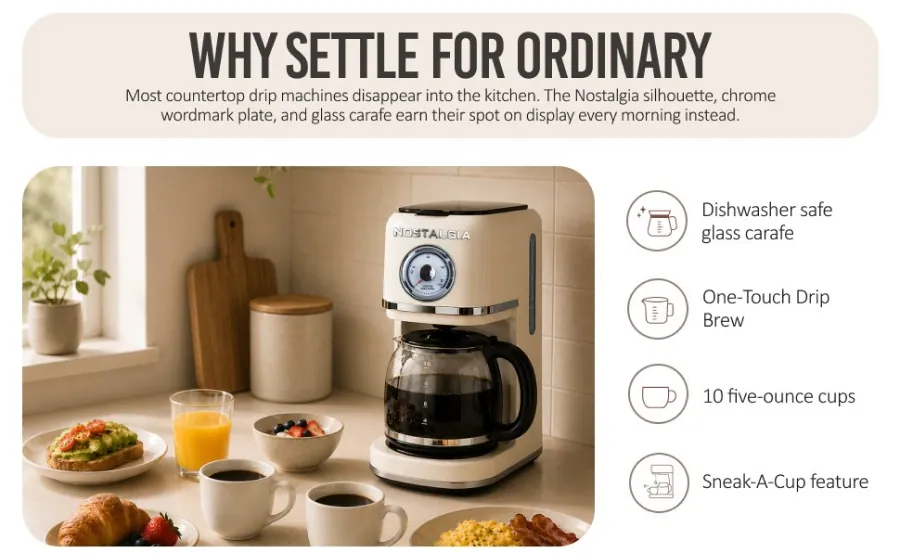 WHY SETTLE FOR ORDINARY
Most countertop drip machines disappear into the kitchen. The Nostalgia silhouette, chrome
wordmark plate, and glass carafe earn their spot on display every morning instead.
NOSTALGIA
10
Dishwasher safe
glass carafe
One-Touch Drip
Brew
10 five-ounce cups
Sneak-A-Cup feature